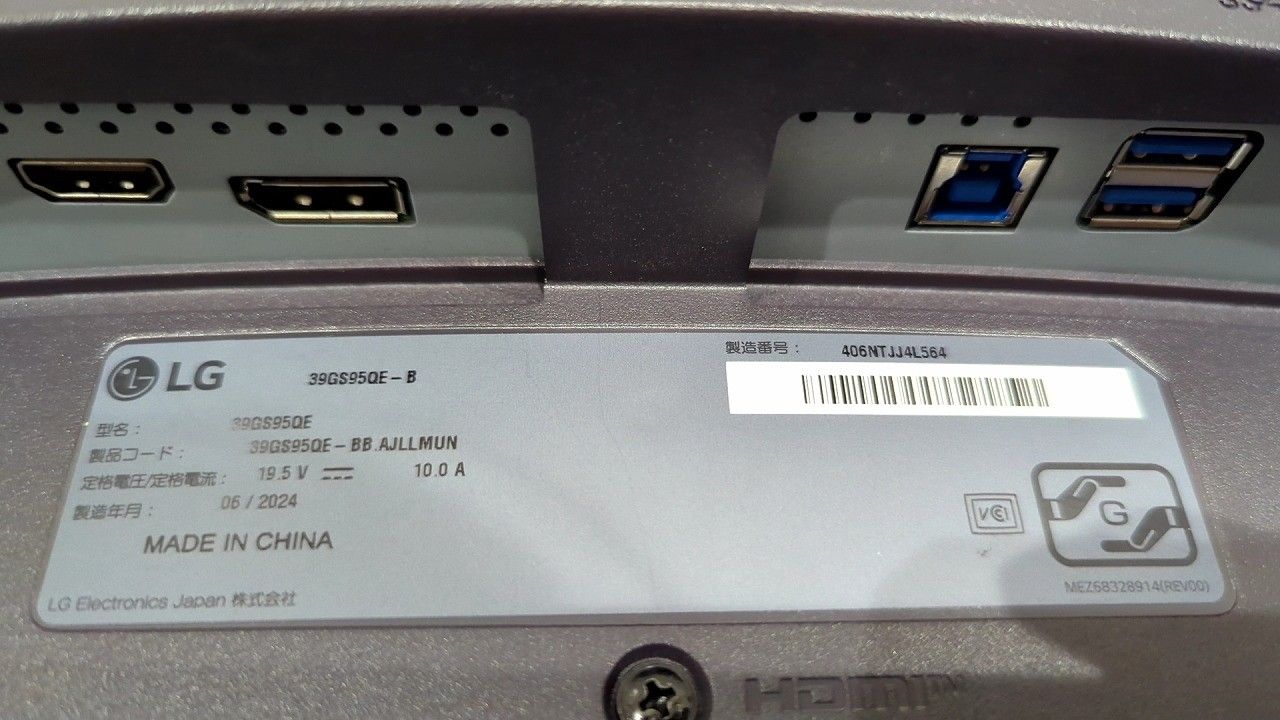 LG 39GS95QE-B
製造番号: 406NTJJ4L564
型名: 39GS95QE
製品コード: 39GS95QE-BB.AJLLMUN
定格電圧/定格電流: 19.5 V 10.0 A
製造年月: 06 / 2024
MADE IN CHINA
VCCI
G
LG Electronics Japan 株式会社
MEZ68328914(REV00)
HDMI